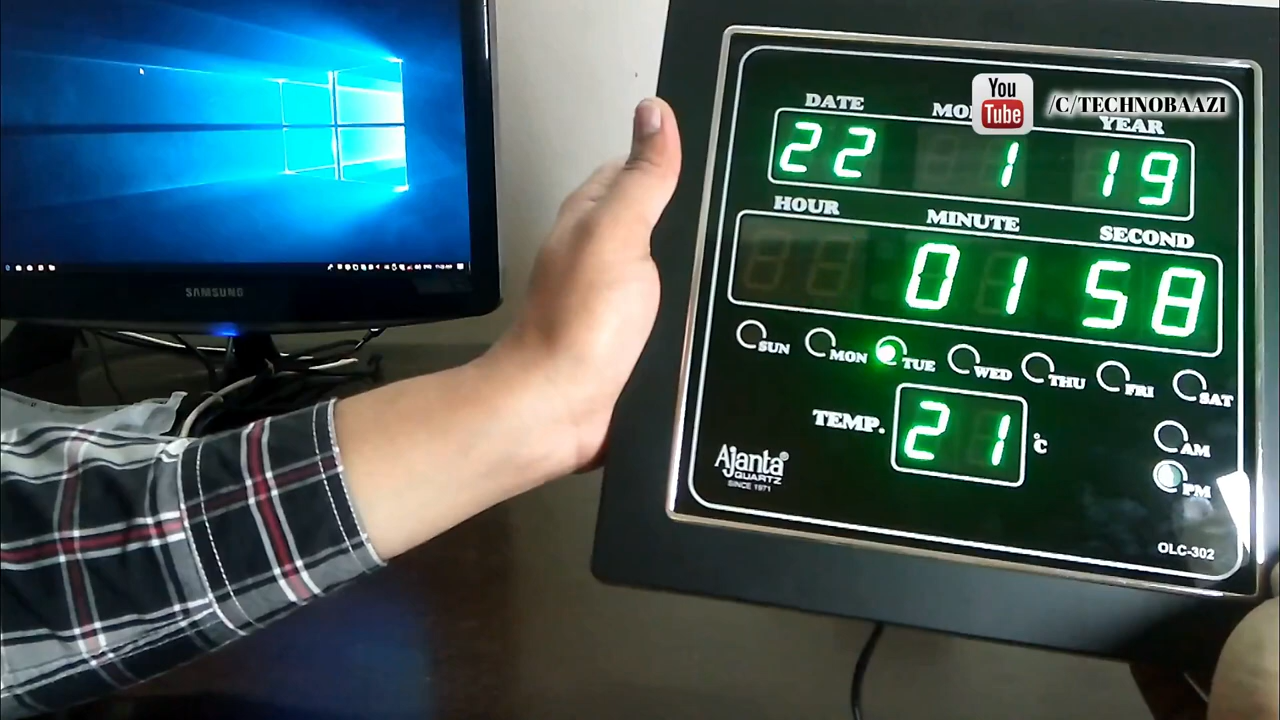 You
Tube
/C/TECHNOBAAZI
DATE MO YEAR
22 1 19
HOUR MINUTE SECOND
01 58
SUN MON TUE WED THU FRI SAT
TEMP. 21 °C
AM
PM
Ajanta®
QUARTZ
SINCE 1971
OLC-302
SAMSUNG